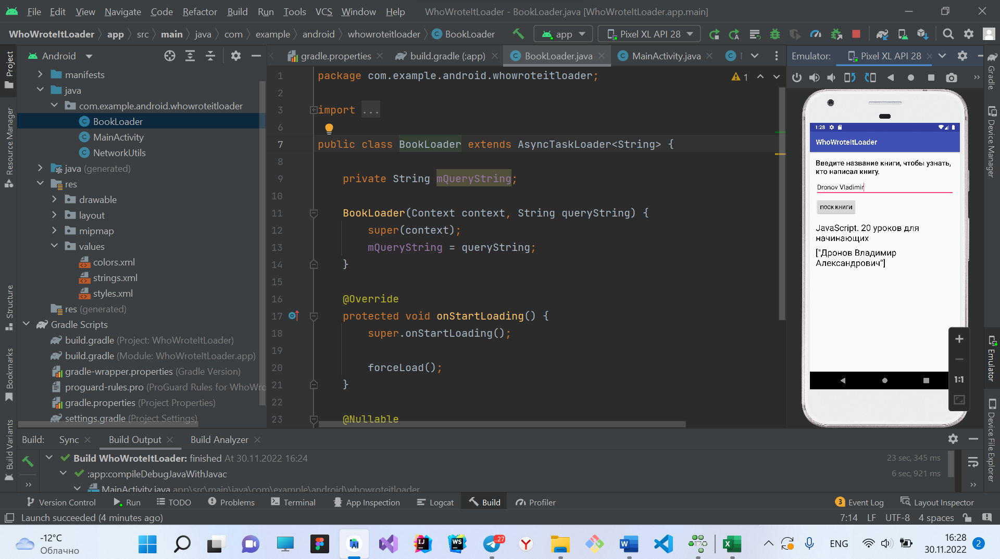 File Edit View Navigate Code Refactor Build Run Tools VCS Window Help WhoWroteItLoader - BookLoader.java [WhoWroteItLoader.app.main]
WhoWroteItLoader app src main java com example android whowroteitloader BookLoader app Pixel XL API 28
Android
gradle.properties build.gradle (:app) BookLoader.java MainActivity.java
Emulator: Pixel XL API 28
Project
Resource Manager
Structure
Bookmarks
Build Variants
manifests
java
com.example.android.whowroteitloader
BookLoader
MainActivity
NetworkUtils
java (generated)
res
drawable
layout
mipmap
values
colors.xml
strings.xml
styles.xml
res (generated)
Gradle Scripts
build.gradle (Project: WhoWroteItLoader)
build.gradle (Module: WhoWroteItLoader.app)
gradle-wrapper.properties (Gradle Version)
proguard-rules.pro (ProGuard Rules for WhoWro
gradle.properties (Project Properties)
settings.gradle (Project Settings)
1 package com.example.android.whowroteitloader; 1
2
3 import ...
6
7 public class BookLoader extends AsyncTaskLoader<String> {
8
9 private String mQueryString;
10
11 BookLoader(Context context, String queryString) {
12 super(context);
13 mQueryString = queryString;
14 }
15
16 @Override
17 protected void onStartLoading() {
18 super.onStartLoading();
19
20 forceLoad();
21 }
22
23 @Nullable
1:28
WhoWroteItLoader
Введите название книги, чтобы узнать,
кто написал книгу.
Dronov Vladimir
ПОСК КНИГИ
JavaScript. 20 уроков для
начинающих
["Дронов Владимир
Александрович"]
1:1
Gradle
Device Manager
Emulator
Device File Explorer
Build: Sync Build Output Build Analyzer
Build WhoWroteItLoader: finished At 30.11.2022 16:24 23 sec, 345 ms
:app:compileDebugJavaWithJavac 6 sec, 921 ms
MainActivity.java app\src\main\java\com\example\android\whowroteitloader
Version Control Run TODO Problems Terminal App Inspection Logcat Build Profiler 3 Event Log Layout Inspector
Launch succeeded (4 minutes ago) 7:14 LF UTF-8 4 spaces
-12°C
Облачно
IJ
WS
..27
W
X
ENG
16:28
30.11.2022
2